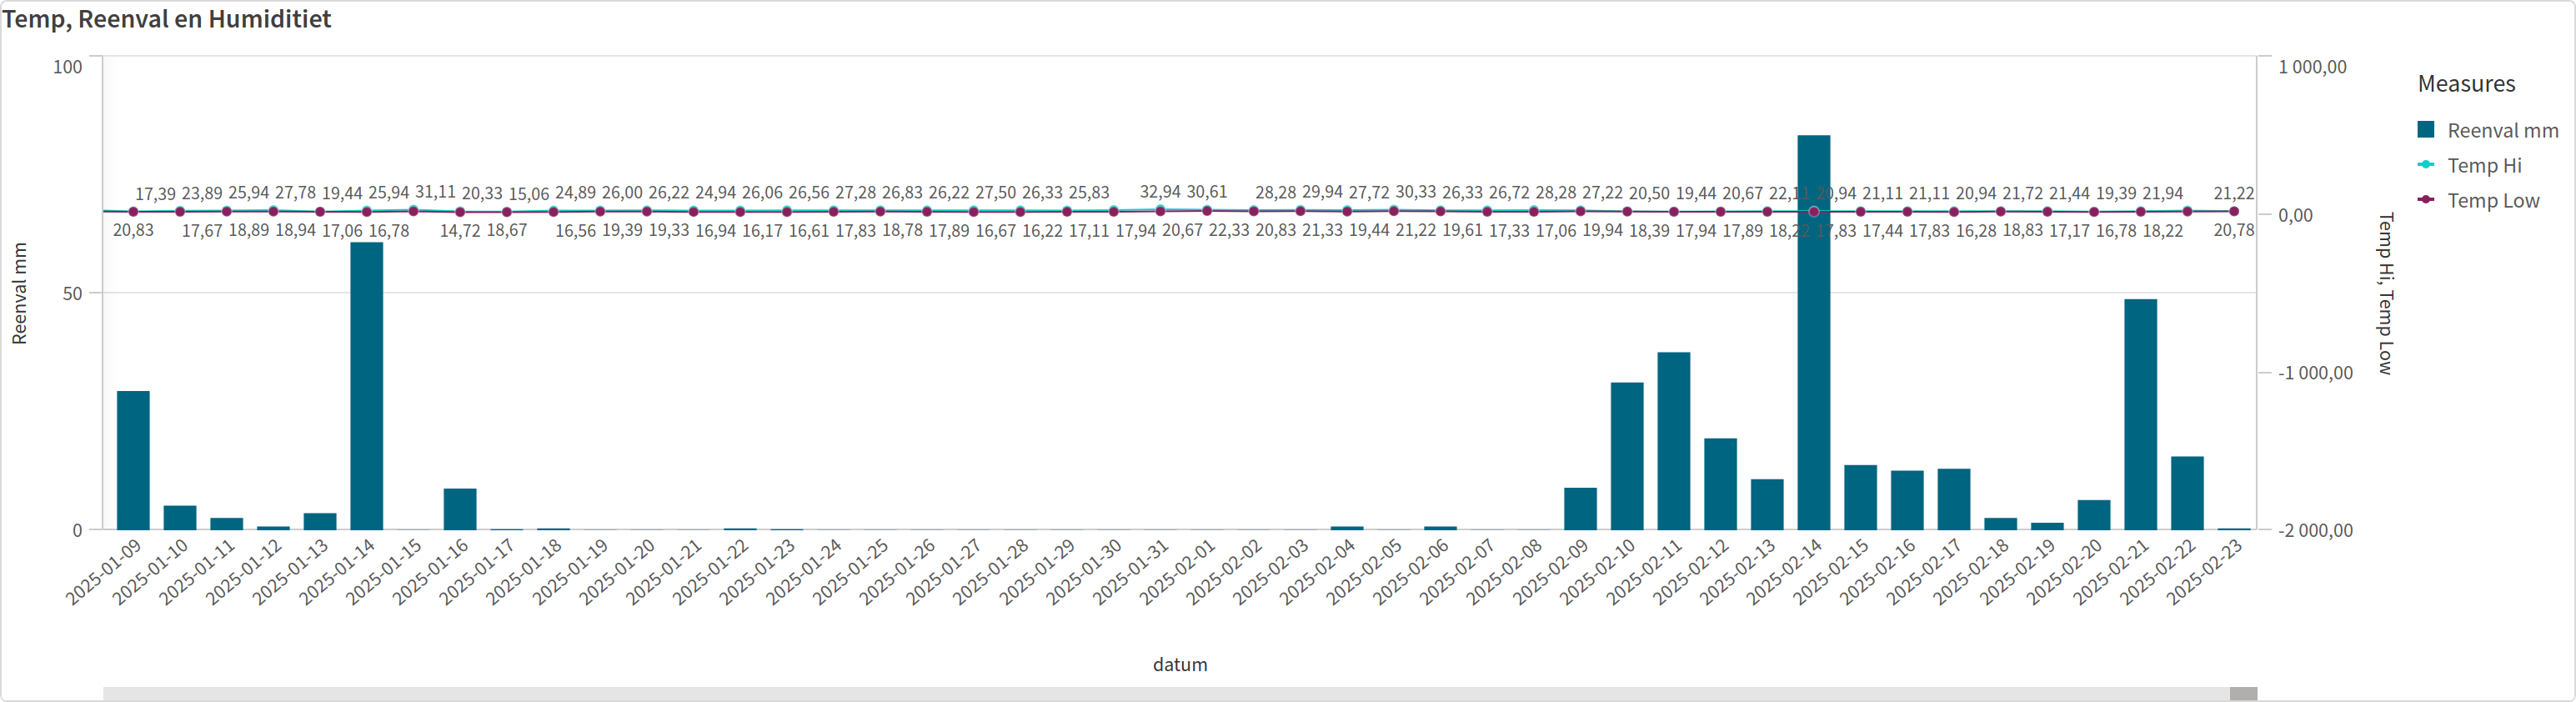 Temp, Reenval en Humiditiet
100
50
0
Reenval mm
1 000,00
0,00
-1 000,00
-2 000,00
Temp Hi, Temp Low
Measures
Reenval mm
Temp Hi
Temp Low
17,39 23,89 25,94 27,78 19,44 25,94 31,11 20,33 15,06 24,89 26,00 26,22 24,94 26,06 26,56 27,28 26,83 26,22 27,50 26,33 25,83 32,94 30,61 28,28 29,94 27,72 30,33 26,33 26,72 28,28 27,22 20,50 19,44 20,67 22,11 20,94 21,11 21,11 20,94 21,72 21,44 19,39 21,94 21,22
20,83 17,67 18,89 18,94 17,06 16,78 14,72 18,67 16,56 19,39 19,33 16,94 16,17 16,61 17,83 18,78 17,89 16,67 16,22 17,11 17,94 20,67 22,33 20,83 21,33 19,44 21,22 19,61 17,33 17,06 19,94 18,39 17,94 17,89 18,22 17,83 17,44 17,83 16,28 18,83 17,17 16,78 18,22 20,78
2025-01-09 2025-01-10 2025-01-11 2025-01-12 2025-01-13 2025-01-14 2025-01-15 2025-01-16 2025-01-17 2025-01-18 2025-01-19 2025-01-20 2025-01-21 2025-01-22 2025-01-23 2025-01-24 2025-01-25 2025-01-26 2025-01-27 2025-01-28 2025-01-29 2025-01-30 2025-01-31 2025-02-01 2025-02-02 2025-02-03 2025-02-04 2025-02-05 2025-02-06 2025-02-07 2025-02-08 2025-02-09 2025-02-10 2025-02-11 2025-02-12 2025-02-13 2025-02-14 2025-02-15 2025-02-16 2025-02-17 2025-02-18 2025-02-19 2025-02-20 2025-02-21 2025-02-22 2025-02-23
datum